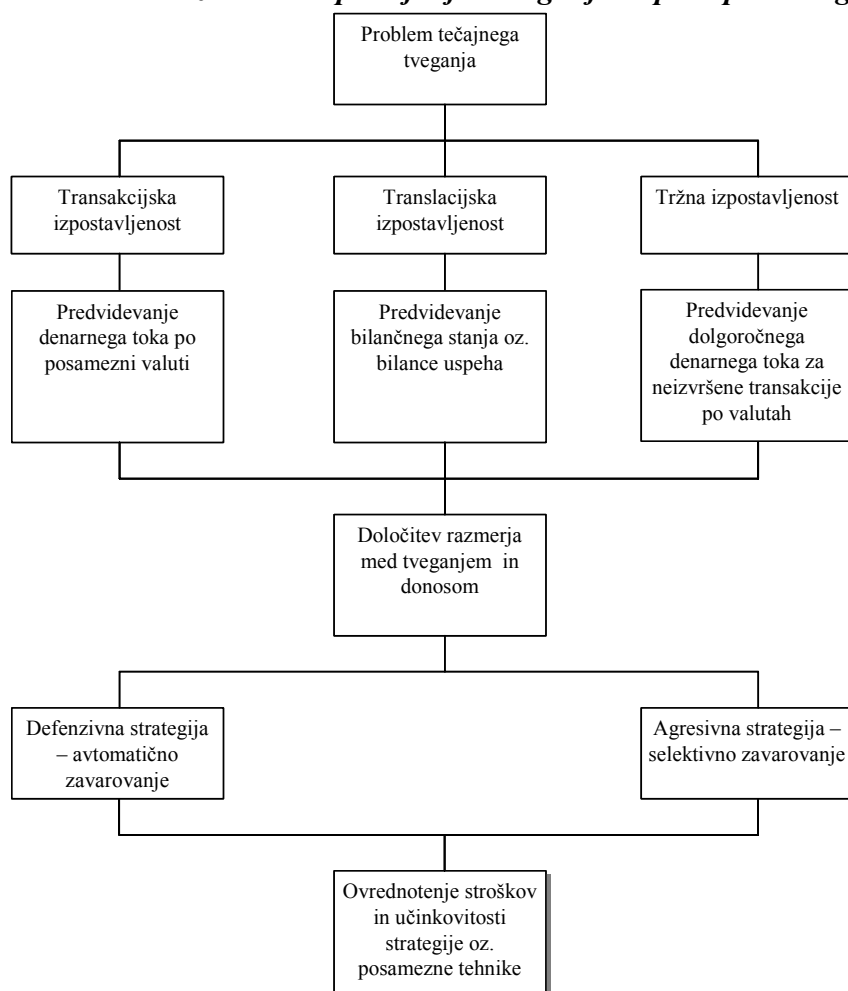 Problem tečajnega
tveganja
Transakcijska
izpostavljenost
Translacijska
izpostavljenost
Tržna izpostavljenost
Predvidevanje
denarnega toka po
posamezni valuti
Predvidevanje
bilančnega stanja oz.
bilance uspeha
Predvidevanje
dolgoročnega
denarnega toka za
neizvršene transakcije
po valutah
Določitev razmerja
med tveganjem in
donosom
Defenzivna strategija
– avtomatično
zavarovanje
Agresivna strategija –
selektivno zavarovanje
Ovrednotenje stroškov
in učinkovitosti
strategije oz.
posamezne tehnike